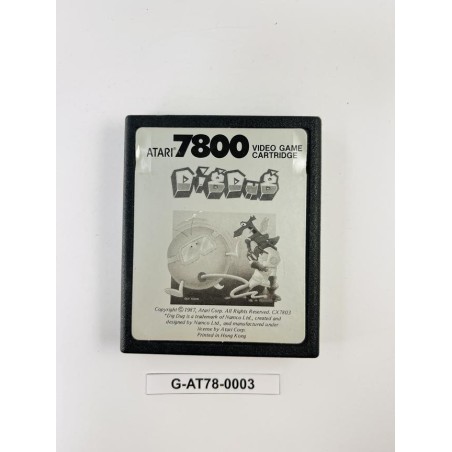 ATARI 7800 VIDEO GAME CARTRIDGE
Dig Dug
Copyright © 1987, Atari Corp. All Rights Reserved. CX7803
*Dig Dug is a trademark of Namco Ltd., created and
designed by Namco Ltd., and manufactured under
license by Atari Corp.
Printed in Hong Kong
G-AT78-0003